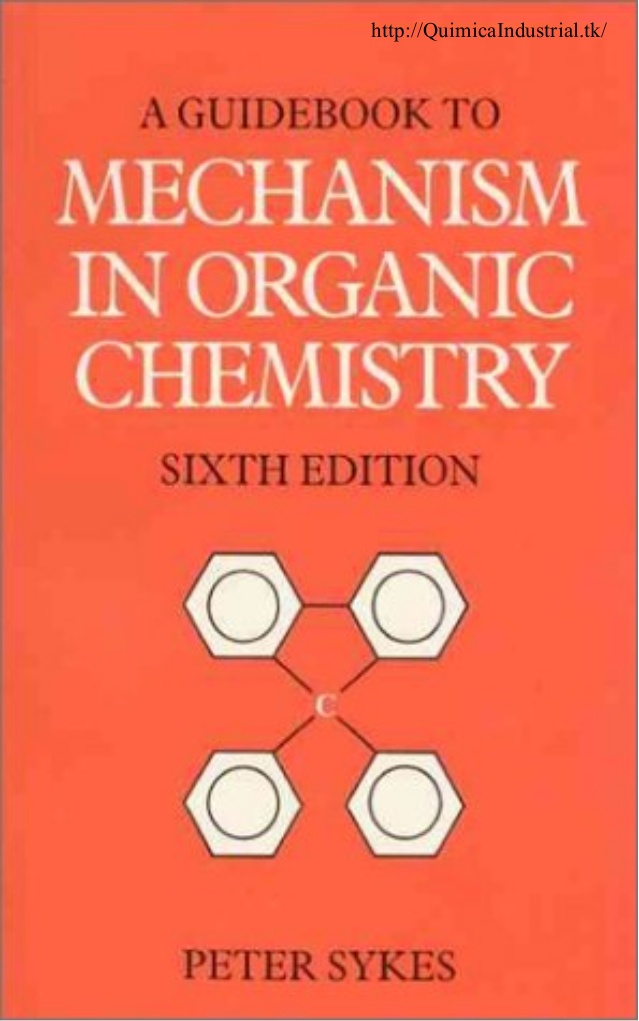 http://QuimicaIndustrial.tk/
A GUIDEBOOK TO
MECHANISM
IN ORGANIC
CHEMISTRY
SIXTH EDITION
C
PETER SYKES